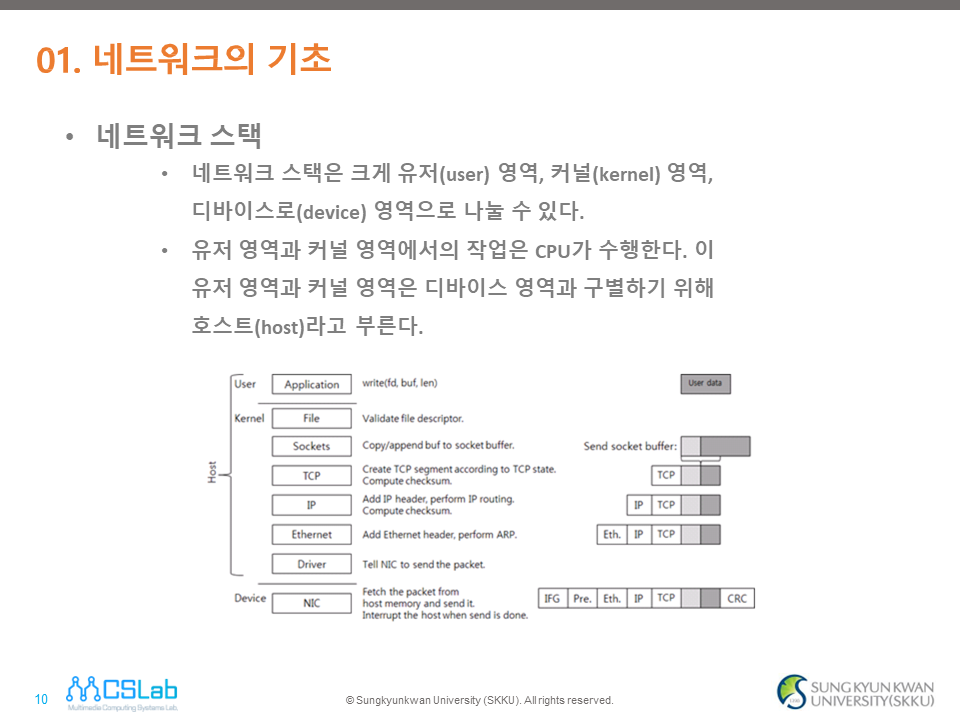 01. 네트워크의 기초
• 네트워크 스택
• 네트워크 스택은 크게 유저(user) 영역, 커널(kernel) 영역,
디바이스로(device) 영역으로 나눌 수 있다.
• 유저 영역과 커널 영역에서의 작업은 CPU가 수행한다. 이
유저 영역과 커널 영역은 디바이스 영역과 구별하기 위해
호스트(host)라고 부른다.
Host
User Application write(fd, buf, len) User data
Kernel File Validate file descriptor.
Sockets Copy/append buf to socket buffer. Send socket buffer:
TCP Create TCP segment according to TCP state.
Compute checksum. TCP
IP Add IP header, perform IP routing.
Compute checksum. IP TCP
Ethernet Add Ethernet header, perform ARP. Eth. IP TCP
Driver Tell NIC to send the packet.
Device NIC Fetch the packet from
host memory and send it.
Interrupt the host when send is done. IFG Pre. Eth. IP TCP CRC
10 MCSLab
Multimedia Computing Systems Lab.
© Sungkyunkwan University (SKKU). All rights reserved.
SUNG KYUN KWAN
UNIVERSITY(SKKU)